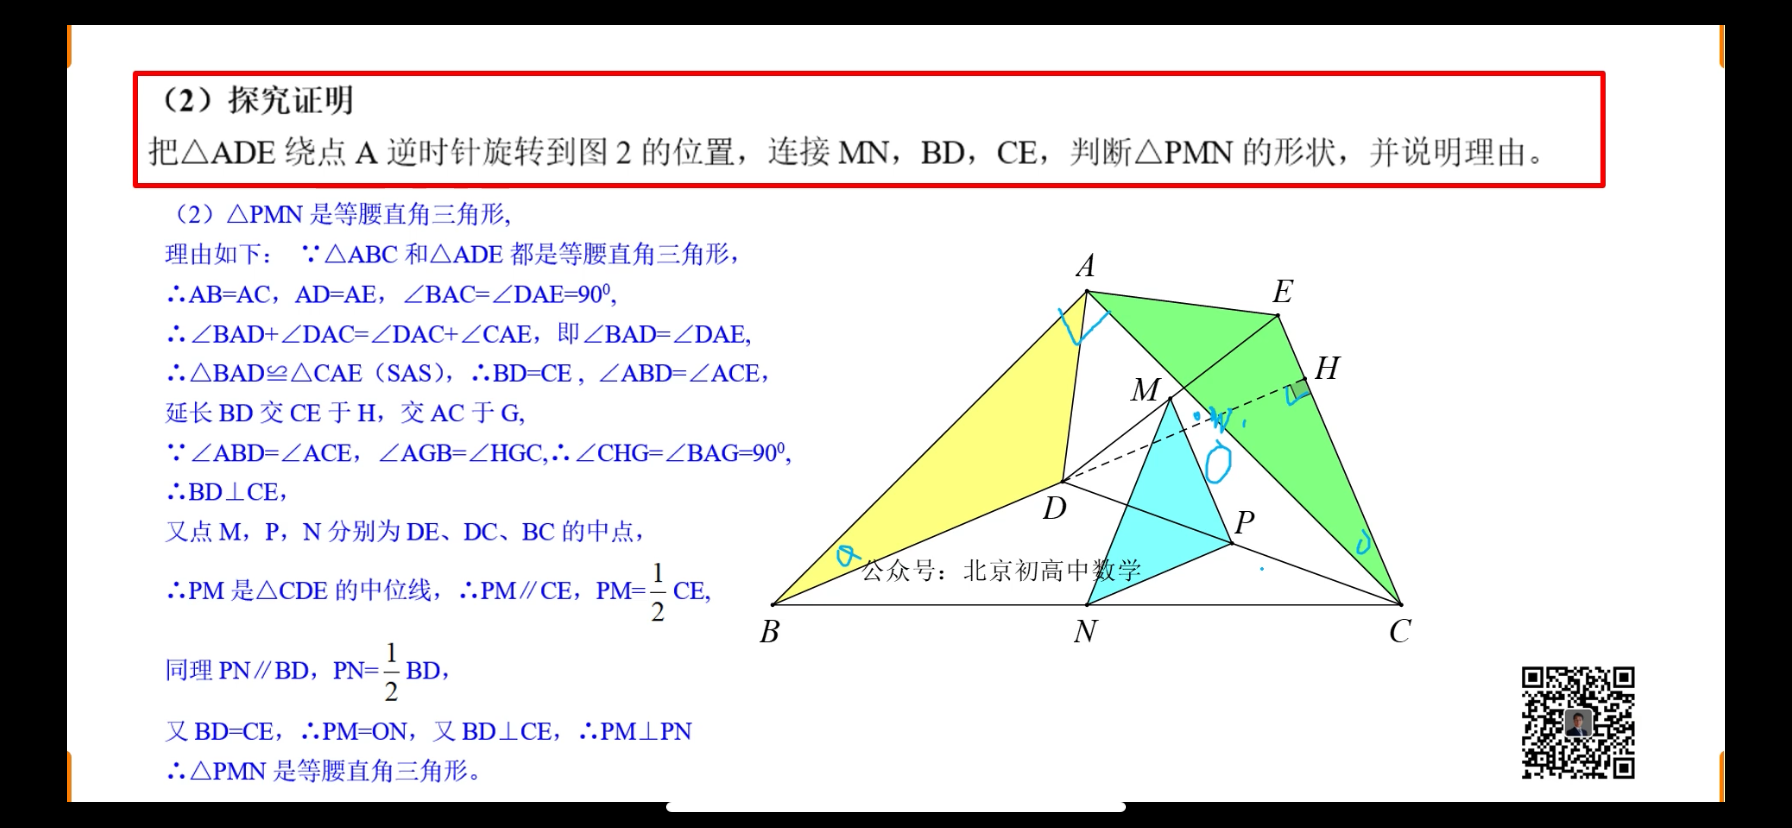 （2）探究证明
把△ADE 绕点 A 逆时针旋转到图 2 的位置，连接 MN，BD，CE，判断△PMN 的形状，并说明理由。
（2）△PMN 是等腰直角三角形,
理由如下： ∵△ABC 和△ADE 都是等腰直角三角形，
∴AB=AC，AD=AE，∠BAC=∠DAE=90⁰,
∴∠BAD+∠DAC=∠DAC+∠CAE，即∠BAD=∠DAE,
∴△BAD≌△CAE（SAS），∴BD=CE , ∠ABD=∠ACE，
延长 BD 交 CE 于 H，交 AC 于 G,
∵∠ABD=∠ACE，∠AGB=∠HGC,∴∠CHG=∠BAG=90⁰,
∴BD⊥CE，
又点 M，P，N 分别为 DE、DC、BC 的中点，
∴PM 是△CDE 的中位线，∴PM∥CE，PM=1/2 CE,
同理 PN∥BD，PN=1/2 BD，
又 BD=CE，∴PM=ON，又 BD⊥CE，∴PM⊥PN
∴△PMN 是等腰直角三角形。
A
E
H
M
D
P
公众号：北京初高中数学
B
N
C